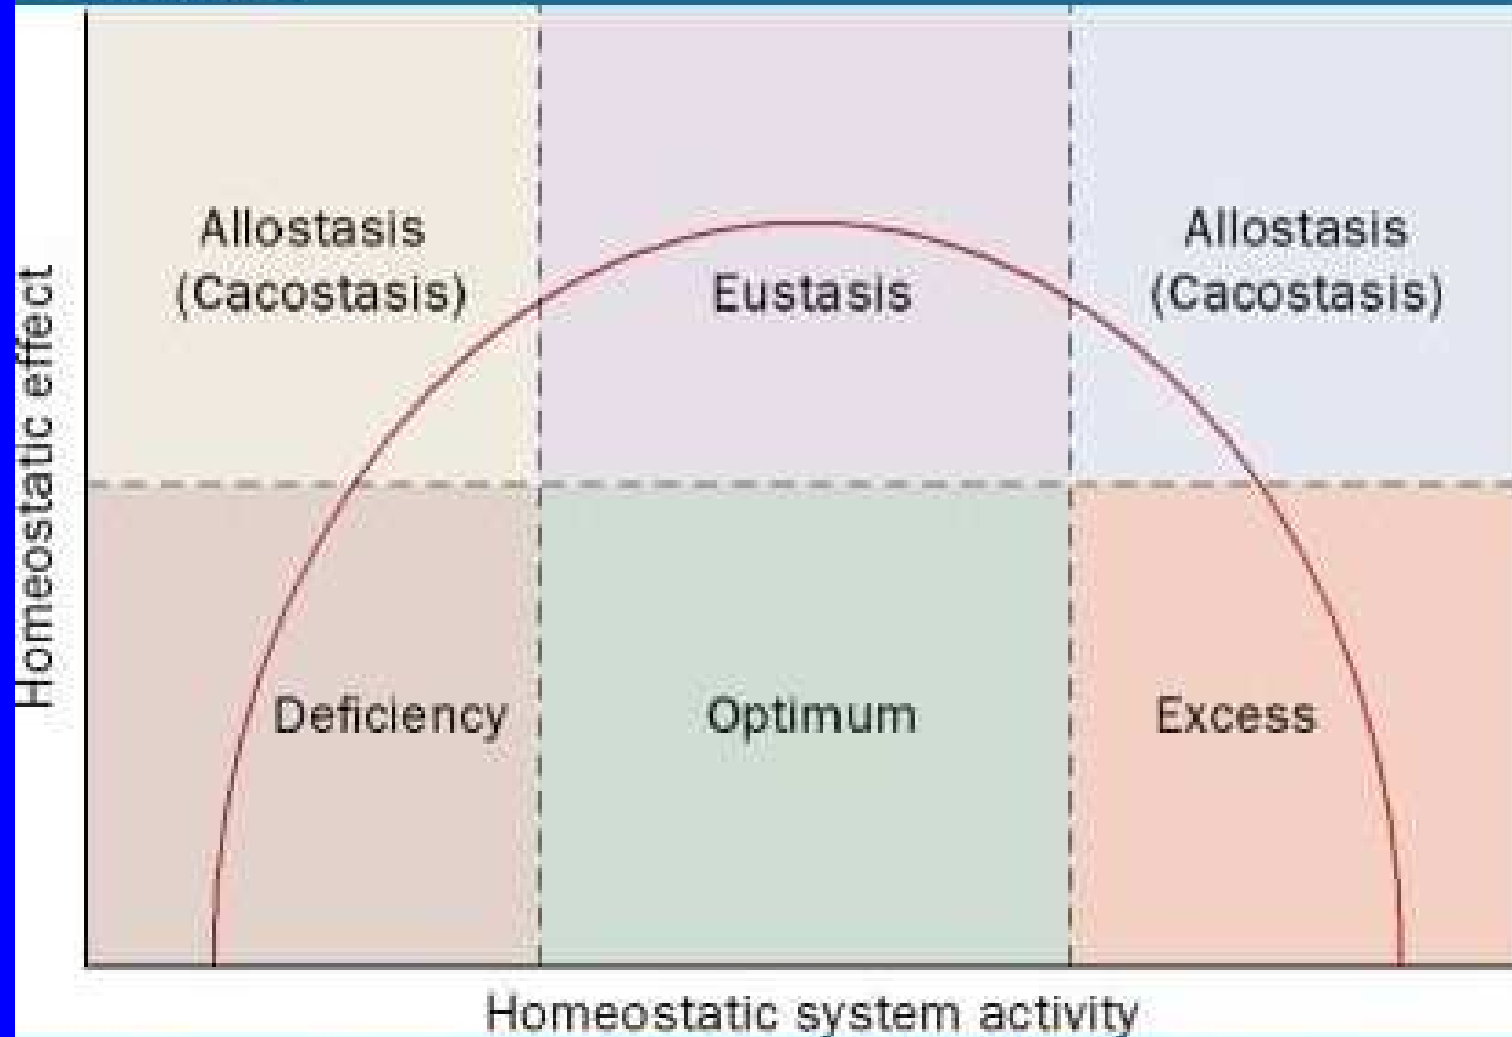 Allostasis
(Cacostasis)
Eustasis
Allostasis
(Cacostasis)
Homeostatic effect
Deficiency
Optimum
Excess
Homeostatic system activity